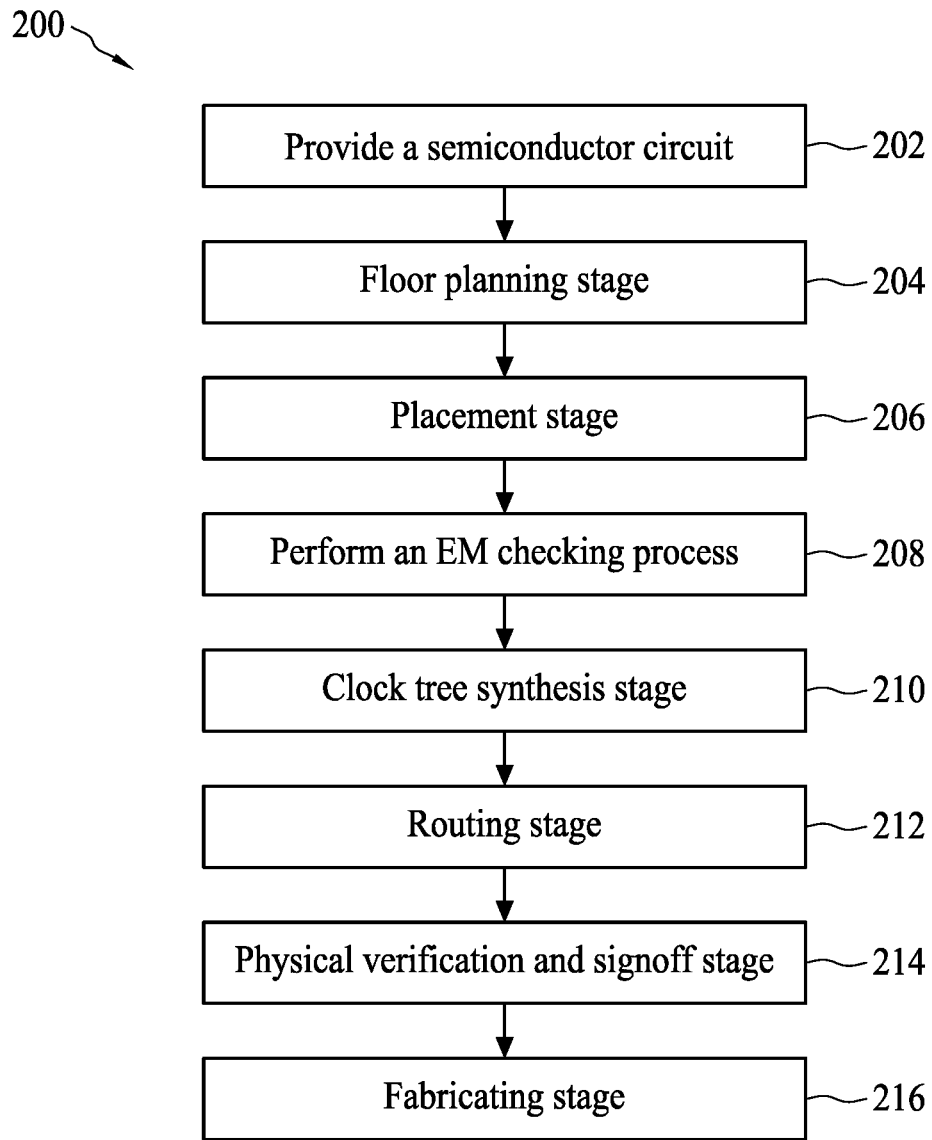 200
Provide a semiconductor circuit 202
Floor planning stage 204
Placement stage 206
Perform an EM checking process 208
Clock tree synthesis stage 210
Routing stage 212
Physical verification and signoff stage 214
Fabricating stage 216